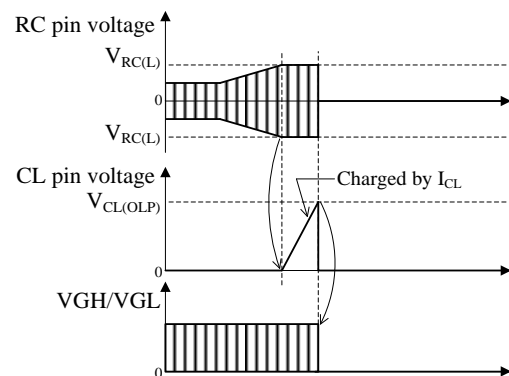 RC pin voltage
V_RC(L)
0
V_RC(L)
CL pin voltage
V_CL(OLP)
Charged by I_CL
0
VGH/VGL
0